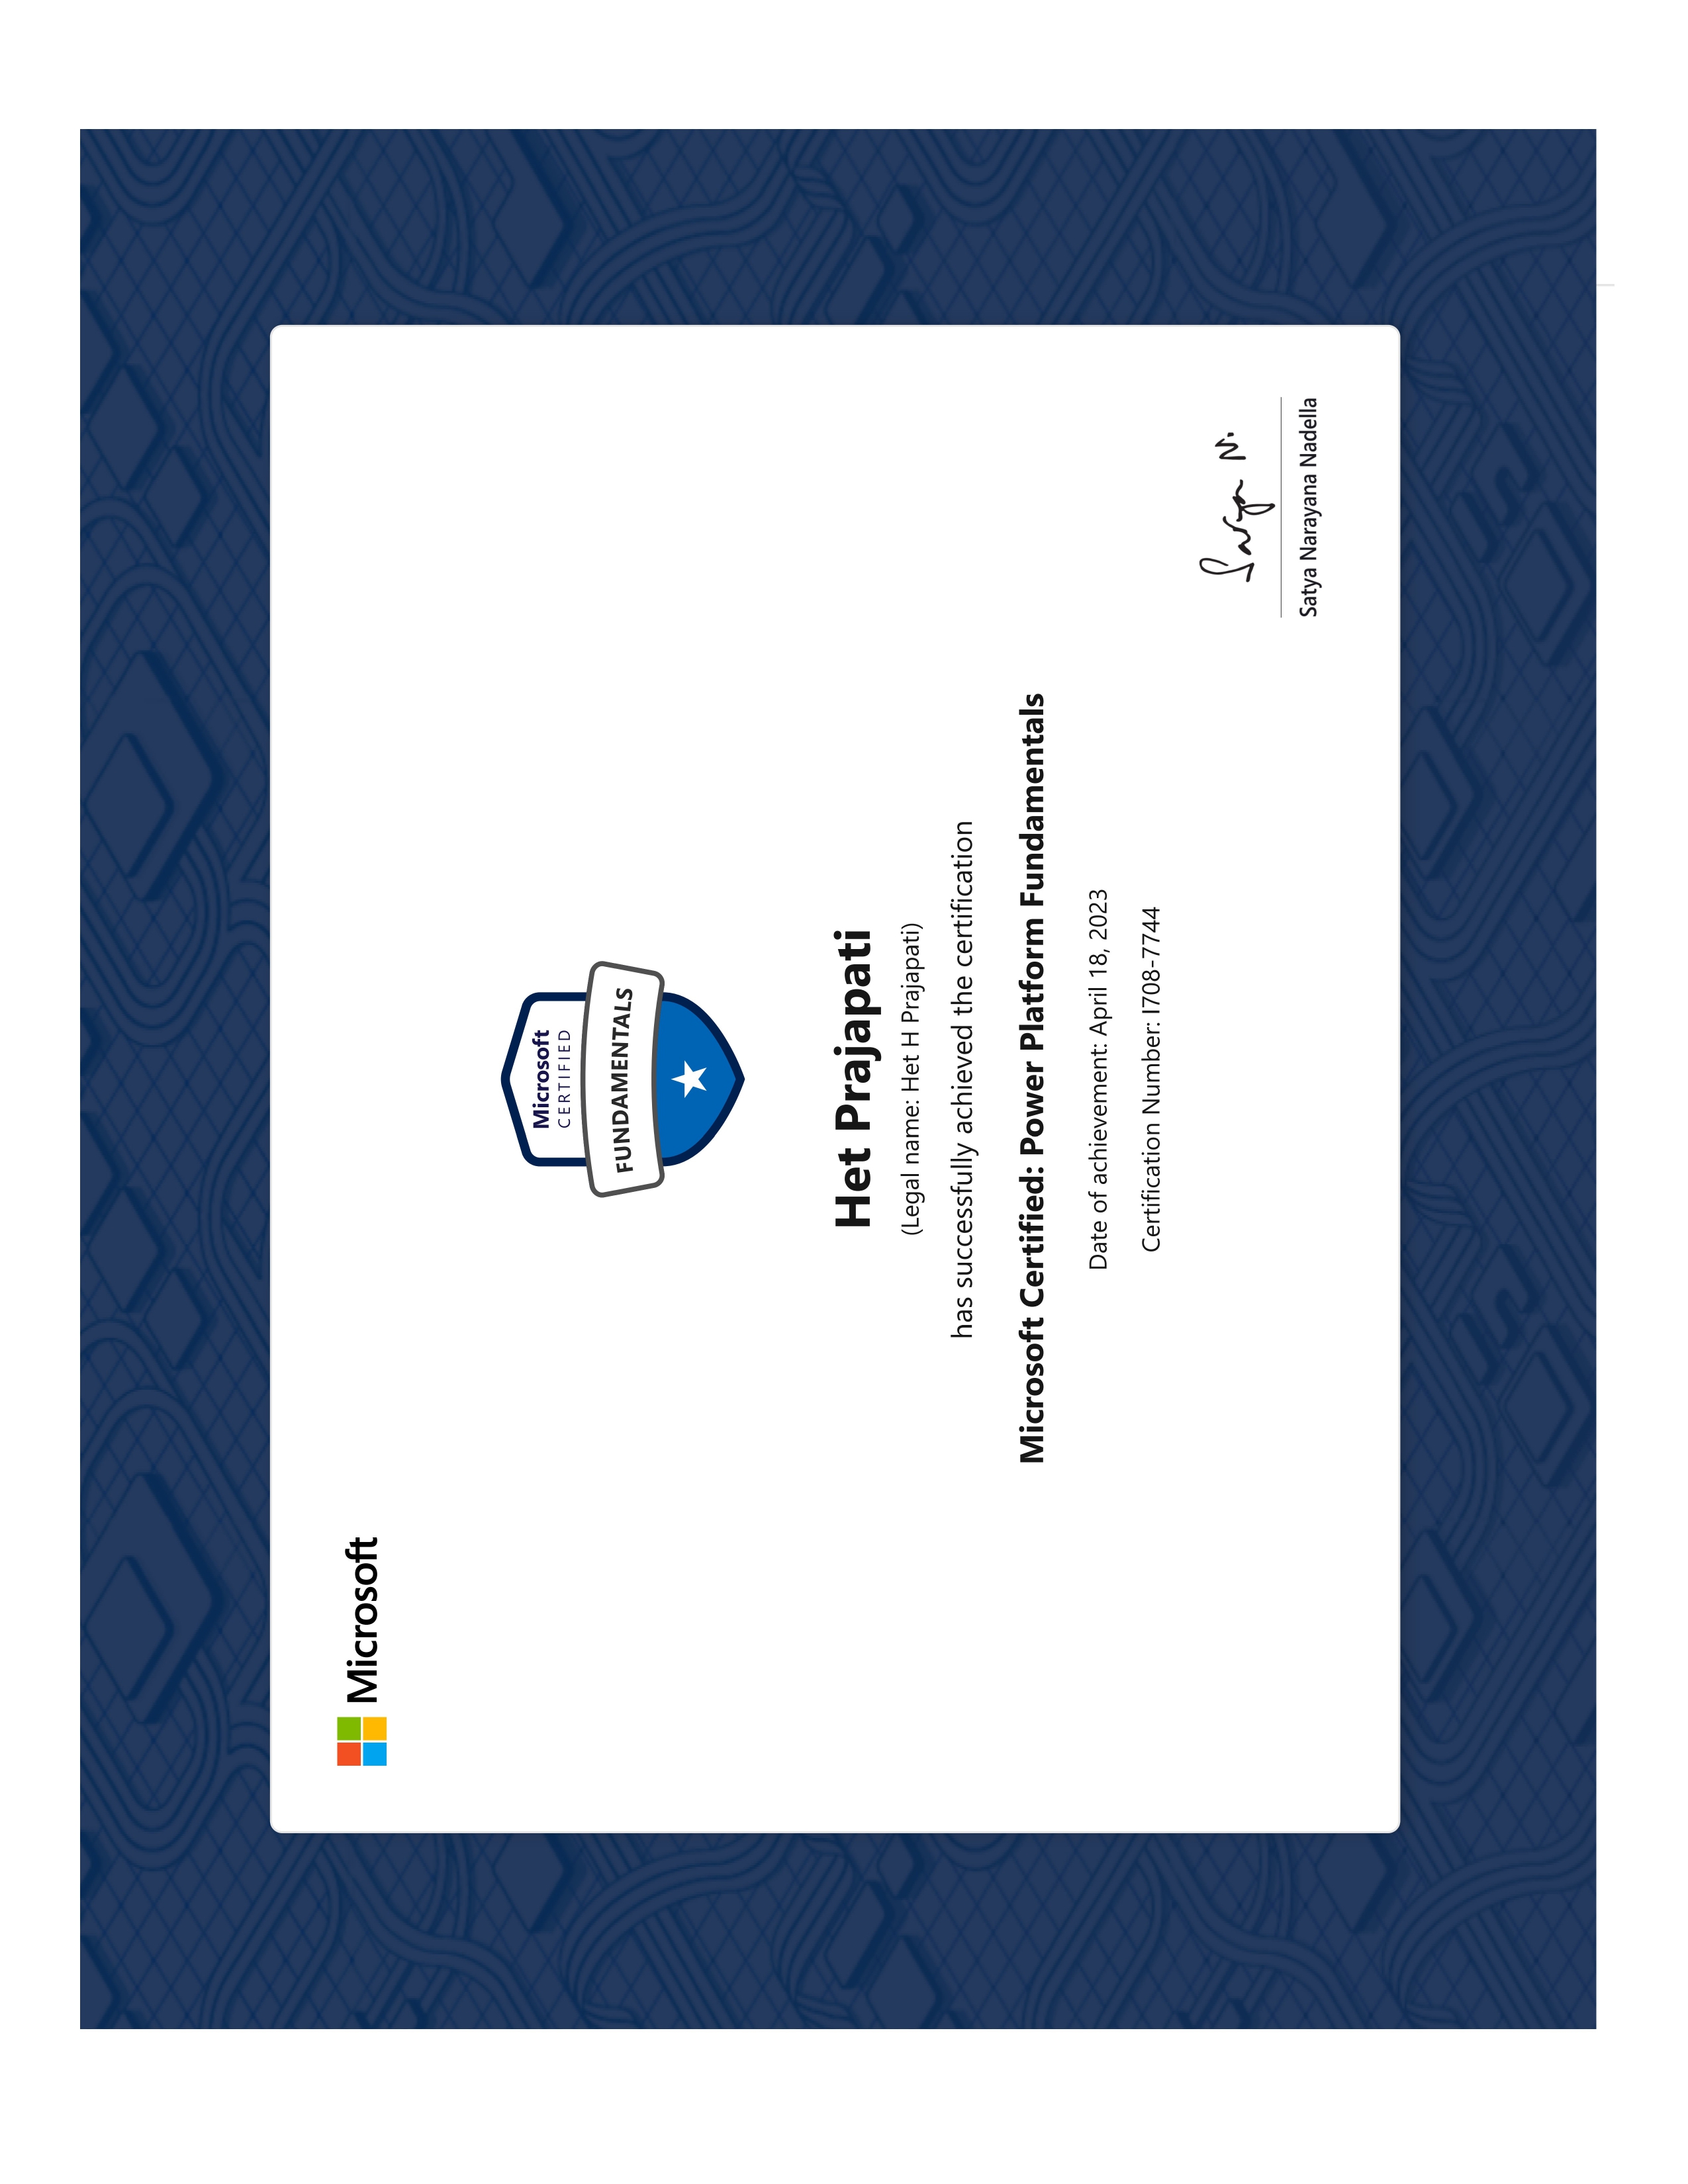 Microsoft
Microsoft
CERTIFIED
FUNDAMENTALS
Het Prajapati
(Legal name: Het H Prajapati)
has successfully achieved the certification
Microsoft Certified: Power Platform Fundamentals
Date of achievement: April 18, 2023
Certification Number: I708-7744
Satya N.
Satya Narayana Nadella